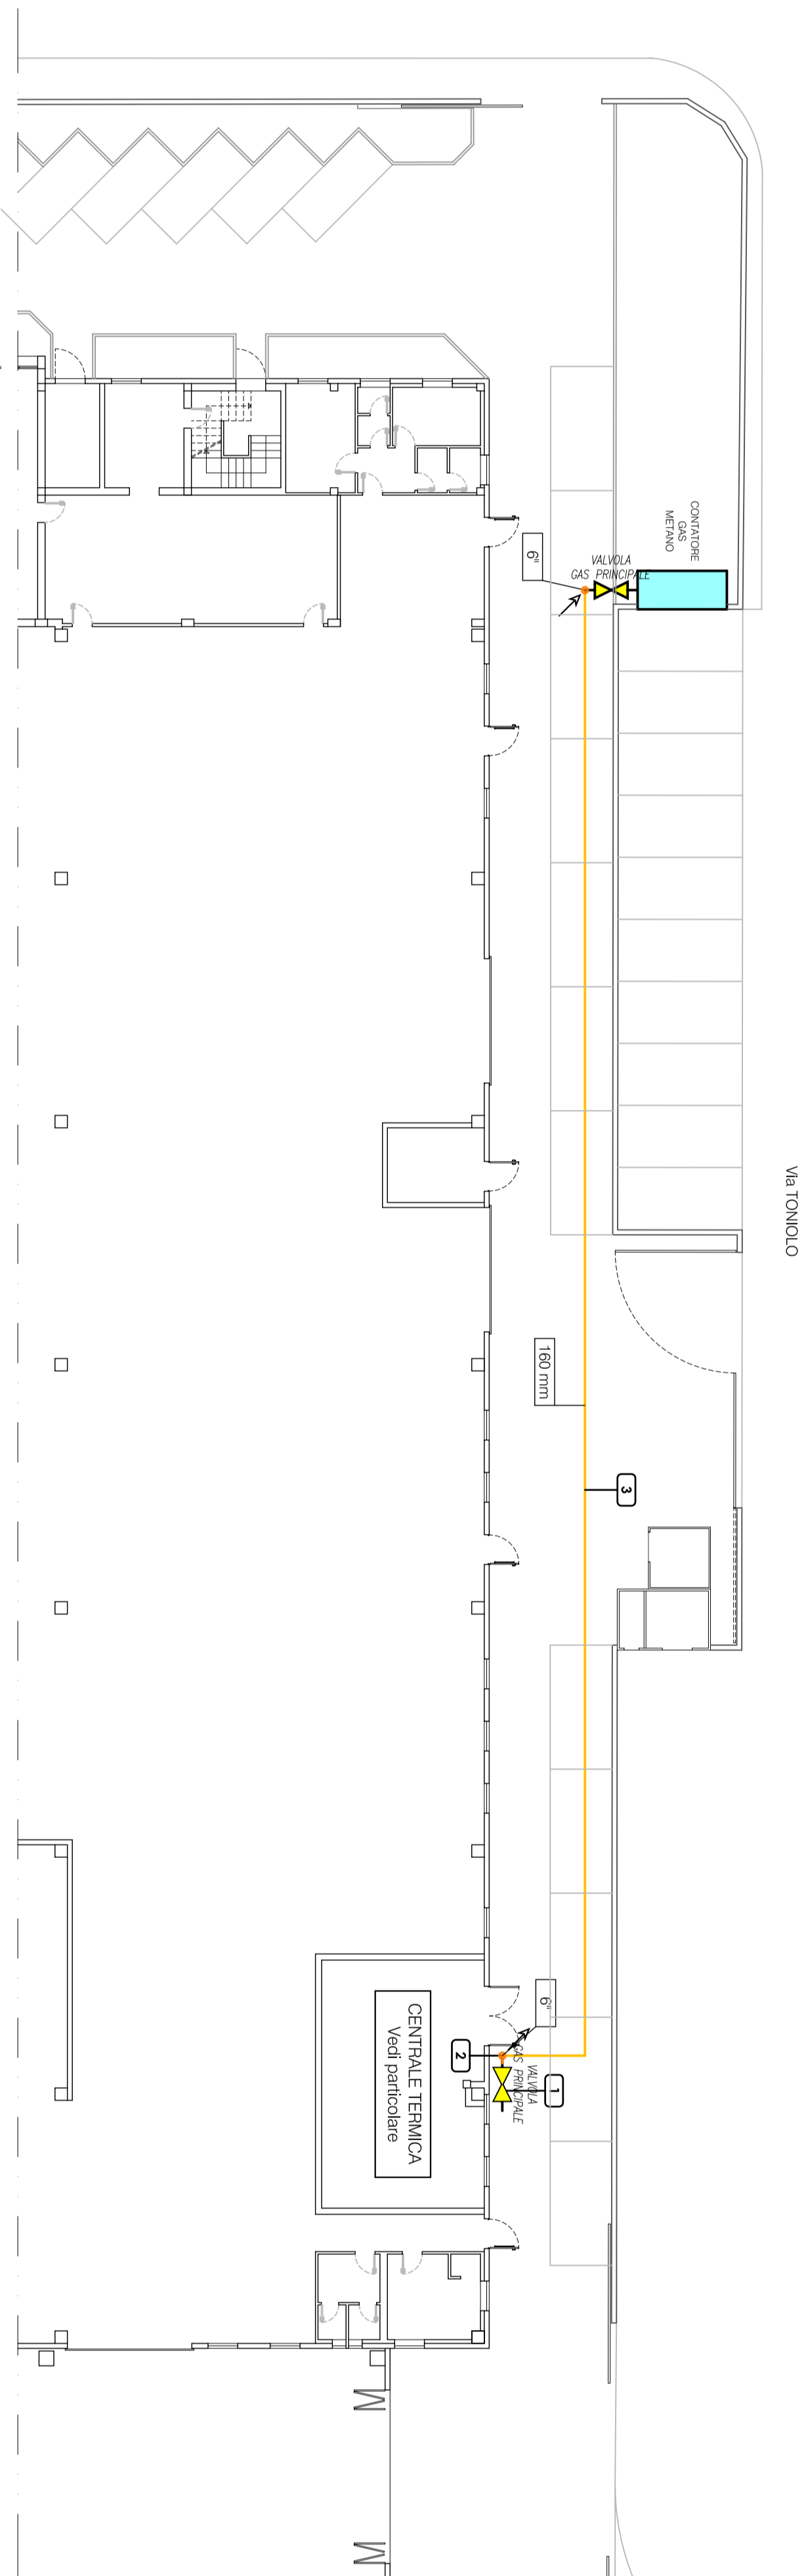 CONTATORE
GAS
METANO
VALVOLA
GAS PRINCIPALE
6"
Via TONIOLO
160 mm
3
6"
VALVOLA
GAS PRINCIPALE
1
2
CENTRALE TERMICA
Vedi particolare